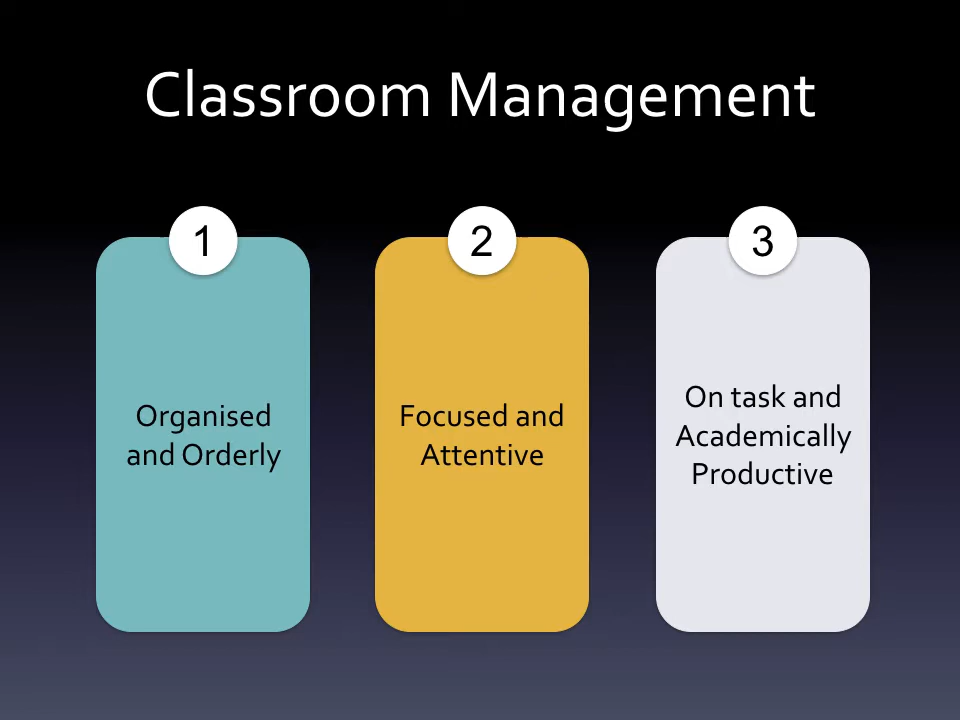 Classroom Management
1
2
3
Organised
and Orderly
Focused and
Attentive
On task and
Academically
Productive